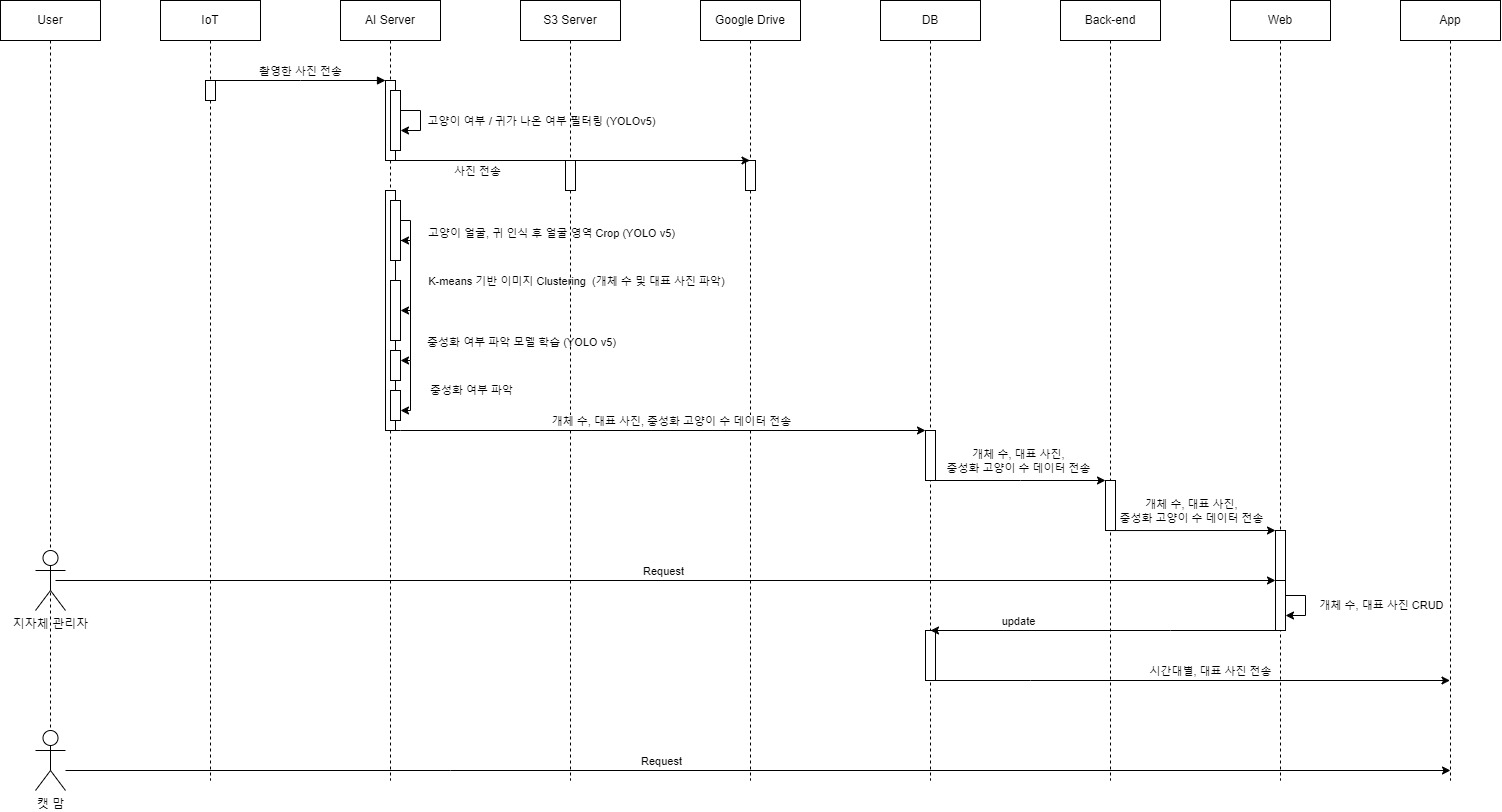 User
IoT
AI Server
S3 Server
Google Drive
DB
Back-end
Web
App
촬영한 사진 전송
고양이 여부 / 귀가 나온 여부 필터링 (YOLOv5)
사진 전송
고양이 얼굴, 귀 인식 후 얼굴 영역 Crop (YOLO v5)
K-means 기반 이미지 Clustering (개체 수 및 대표 사진 파악)
중성화 여부 파악 모델 학습 (YOLO v5)
중성화 여부 파악
개체 수, 대표 사진, 중성화 고양이 수 데이터 전송
개체 수, 대표 사진,
중성화 고양이 수 데이터 전송
개체 수, 대표 사진,
중성화 고양이 수 데이터 전송
Request
지자체 관리자
개체 수, 대표 사진 CRUD
update
시간대별, 대표 사진 전송
Request
캣 맘